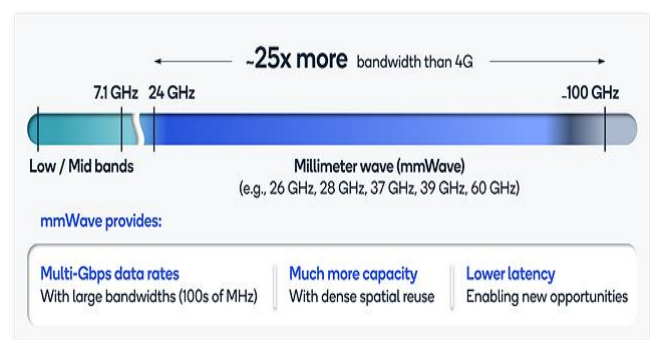 ~25x more bandwidth than 4G
7.1 GHz 24 GHz ~100 GHz
Low / Mid bands Millimeter wave (mmWave)
(e.g., 26 GHz, 28 GHz, 37 GHz, 39 GHz, 60 GHz)
mmWave provides:
Multi-Gbps data rates Much more capacity Lower latency
With large bandwidths (100s of MHz) With dense spatial reuse Enabling new opportunities